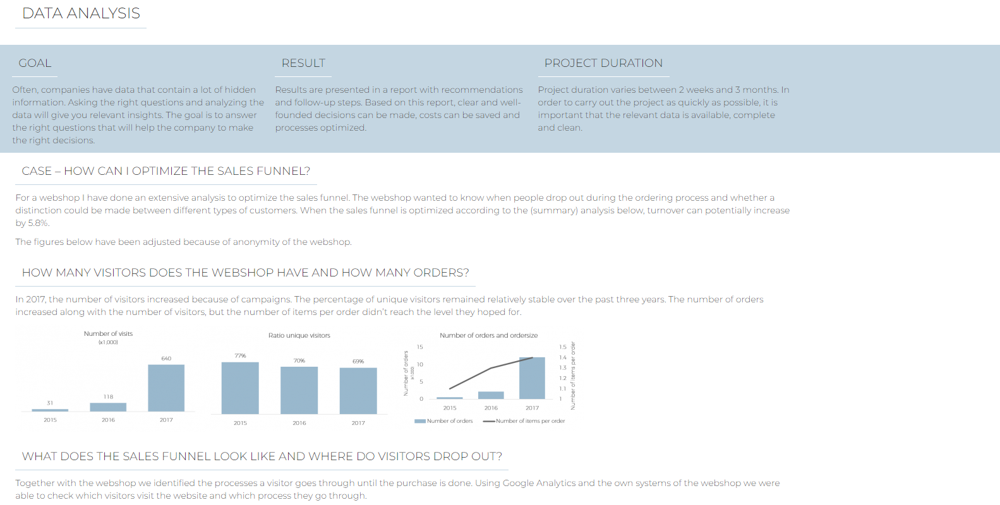 DATA ANALYSIS
GOAL
Often, companies have data that contain a lot of hidden
information. Asking the right questions and analyzing the
data will give you relevant insights. The goal is to answer
the right questions that will help the company to make
the right decisions.
RESULT
Results are presented in a report with recommendations
and follow-up steps. Based on this report, clear and well-
founded decisions can be made, costs can be saved and
processes optimized.
PROJECT DURATION
Project duration varies between 2 weeks and 3 months. In
order to carry out the project as quickly as possible, it is
important that the relevant data is available, complete
and clean.
CASE – HOW CAN I OPTIMIZE THE SALES FUNNEL?
For a webshop I have done an extensive analysis to optimize the sales funnel. The webshop wanted to know when people drop out during the ordering process and whether a
distinction could be made between different types of customers. When the sales funnel is optimized according to the (summary) analysis below, turnover can potentially increase
by 5.8%.
The figures below have been adjusted because of anonymity of the webshop.
HOW MANY VISITORS DOES THE WEBSHOP HAVE AND HOW MANY ORDERS?
In 2017, the number of visitors increased because of campaigns. The percentage of unique visitors remained relatively stable over the past three years. The number of orders
increased along with the number of visitors, but the number of items per order didn't reach the level they hoped for.
Number of visits
(x1,000)
31
118
640
2015
2016
2017
Ratio unique visitors
77%
70%
69%
2015
2016
2017
Number of orders and ordersize
Number of orders
(x1.000)
15
10
5
0
1.5
1.4
1.3
1.2
1.1
1
Number of items per order
2015
2016
2017
Number of orders
Number of items per order
WHAT DOES THE SALES FUNNEL LOOK LIKE AND WHERE DO VISITORS DROP OUT?
Together with the webshop we identified the processes a visitor goes through until the purchase is done. Using Google Analytics and the own systems of the webshop we were
able to check which visitors visit the website and which process they go through.